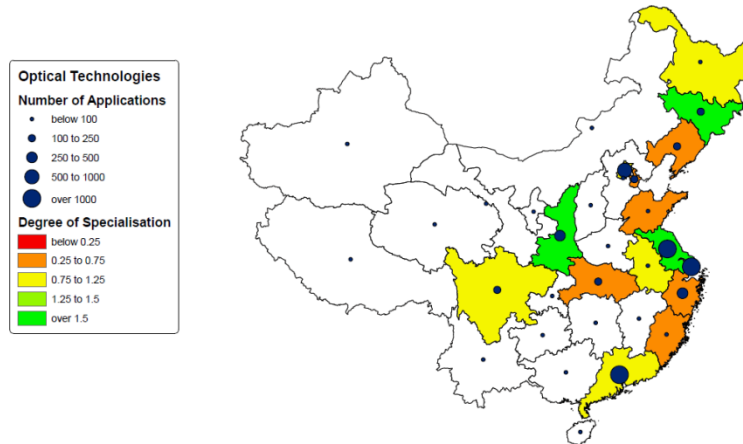 Optical Technologies
Number of Applications
below 100
100 to 250
250 to 500
500 to 1000
over 1000
Degree of Specialisation
below 0.25
0.25 to 0.75
0.75 to 1.25
1.25 to 1.5
over 1.5